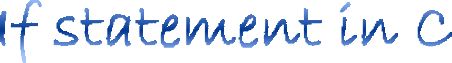 If statement in C